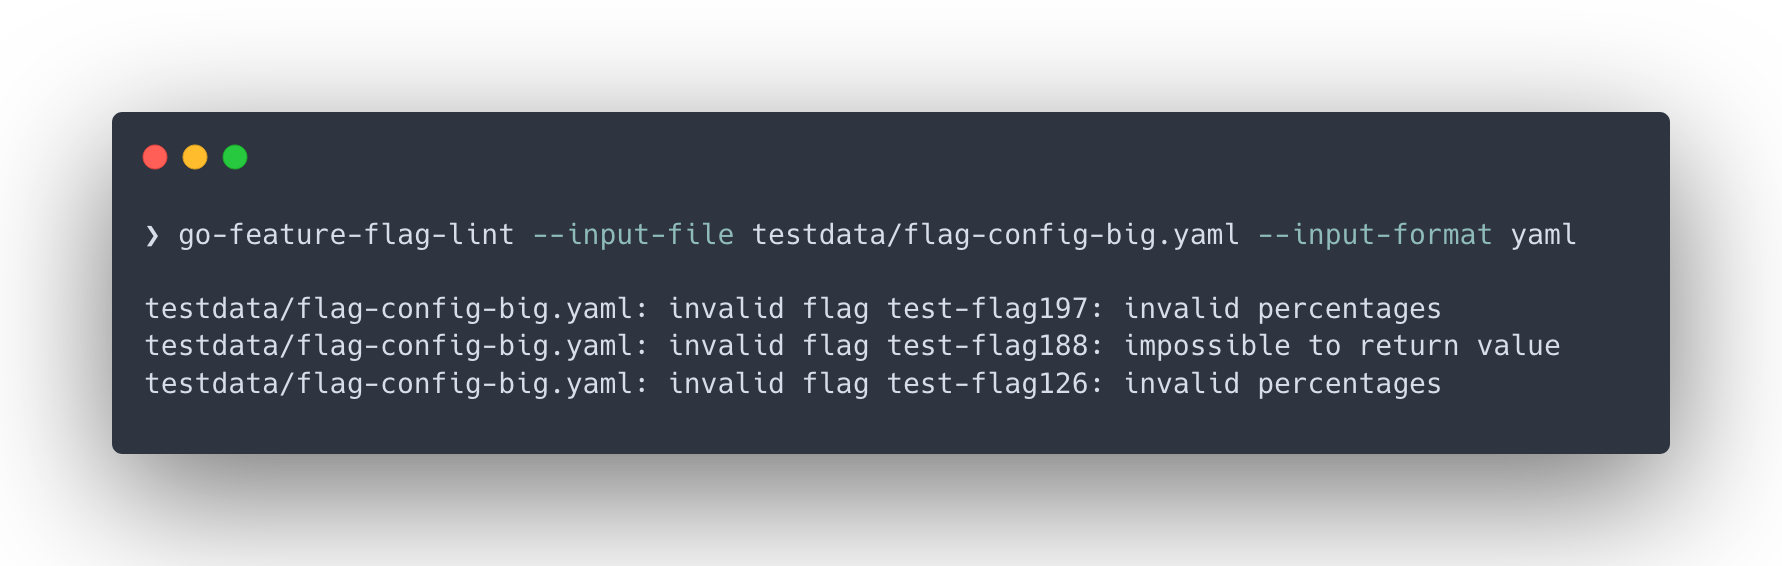 ❯ go-feature-flag-lint --input-file testdata/flag-config-big.yaml --input-format yaml
testdata/flag-config-big.yaml: invalid flag test-flag197: invalid percentages
testdata/flag-config-big.yaml: invalid flag test-flag188: impossible to return value
testdata/flag-config-big.yaml: invalid flag test-flag126: invalid percentages